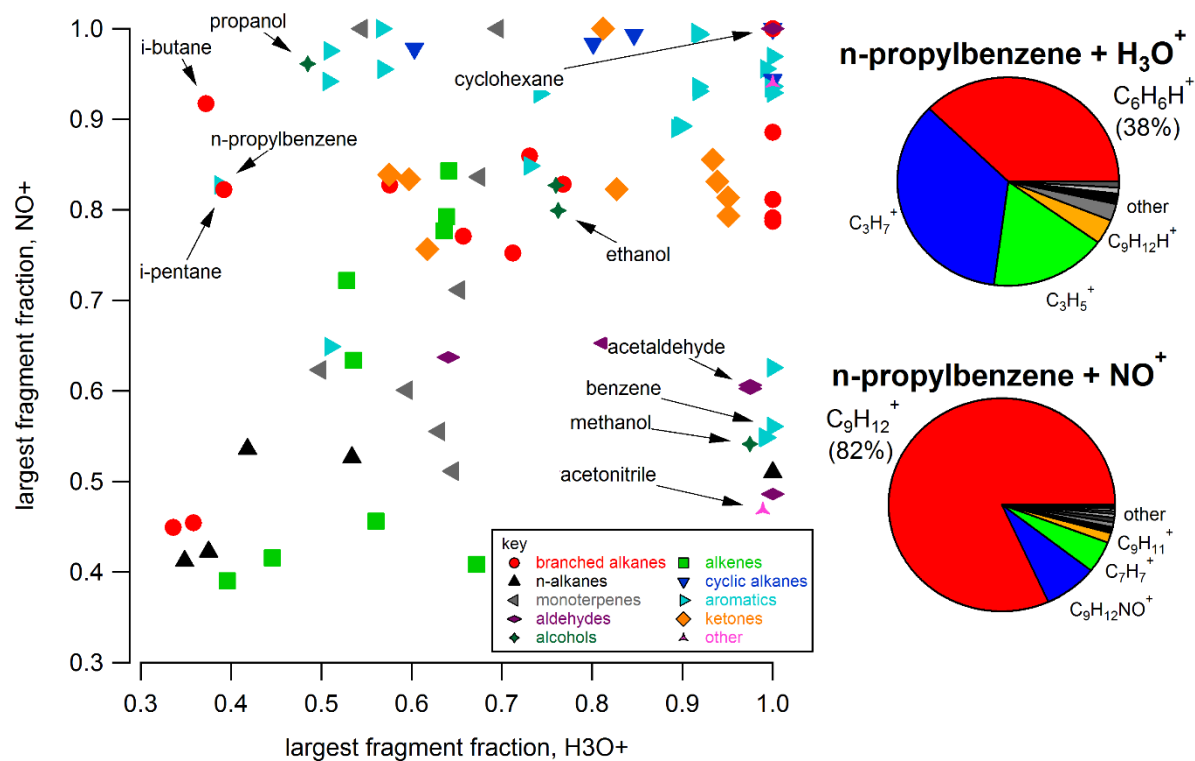 largest fragment fraction, NO+
1.0
0.9
0.8
0.7
0.6
0.5
0.4
0.3
0.3
0.4
0.5
0.6
0.7
0.8
0.9
1.0
largest fragment fraction, H3O+
propanol
i-butane
cyclohexane
n-propylbenzene
i-pentane
ethanol
acetaldehyde
benzene
methanol
acetonitrile
key
branched alkanes
n-alkanes
monoterpenes
aldehydes
alcohols
alkenes
cyclic alkanes
aromatics
ketones
other
n-propylbenzene + H₃O⁺
C₆H₆H⁺
(38%)
C₃H₇⁺
other
C₉H₁₂H⁺
C₃H₅⁺
n-propylbenzene + NO⁺
C₉H₁₂⁺
(82%)
other
C₉H₁₁⁺
C₇H₇⁺
C₉H₁₂NO⁺